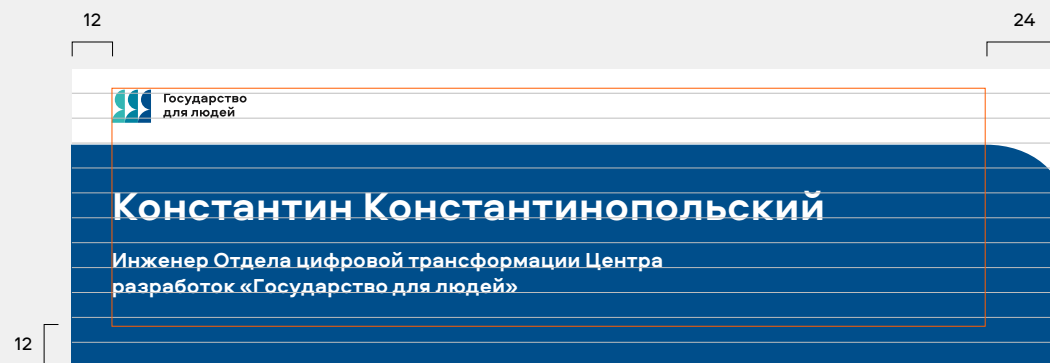 12
24
Государство
для людей
Константин Константинопольский
Инженер Отдела цифровой трансформации Центра
разработок «Государство для людей»
12